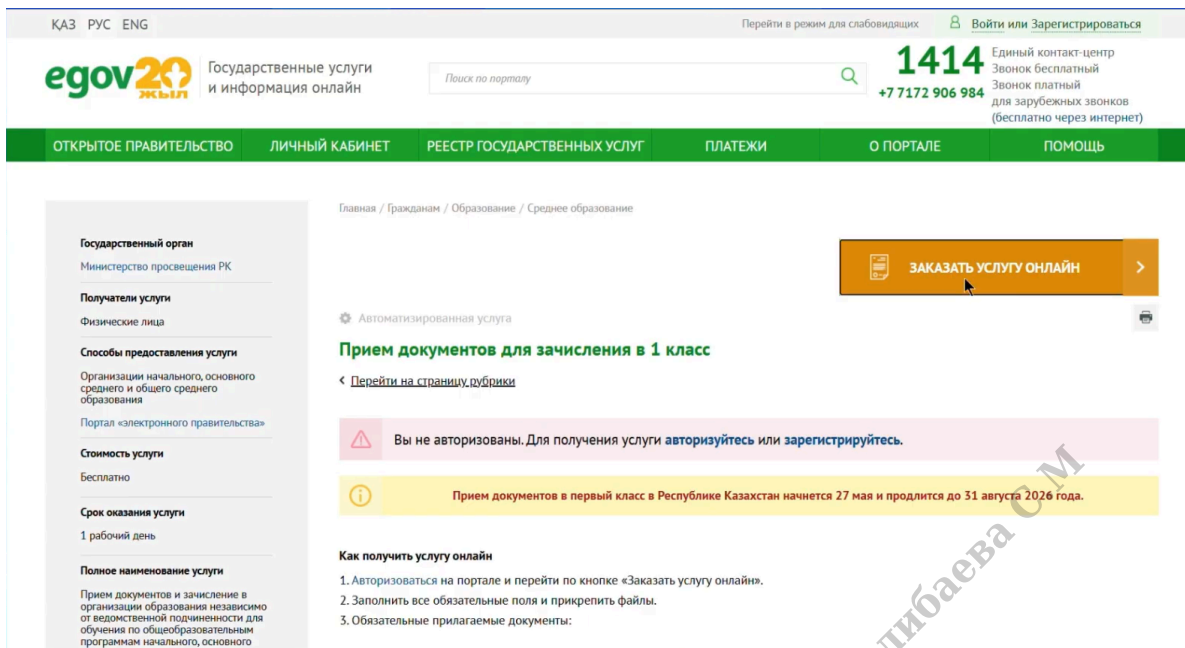 ҚАЗ РУС ENG
Перейти в режим для слабовидящих
Войти или Зарегистрироваться
egov 20 жыл
Государственные услуги
и информация онлайн
Поиск по порталу
1414
+7 7172 906 984
Единый контакт-центр
Звонок бесплатный
Звонок платный
для зарубежных звонков
(бесплатно через интернет)
ОТКРЫТОЕ ПРАВИТЕЛЬСТВО ЛИЧНЫЙ КАБИНЕТ РЕЕСТР ГОСУДАРСТВЕННЫХ УСЛУГ ПЛАТЕЖИ О ПОРТАЛЕ ПОМОЩЬ
Государственный орган
Министерство просвещения РК
Получатели услуги
Физические лица
Способы предоставления услуги
Организации начального, основного
среднего и общего среднего
образования
Портал «электронного правительства»
Стоимость услуги
Бесплатно
Срок оказания услуги
1 рабочий день
Полное наименование услуги
Прием документов и зачисление в
организации образования независимо
от ведомственной подчиненности для
обучения по общеобразовательным
программам начального, основного
Главная / Гражданам / Образование / Среднее образование
ЗАКАЗАТЬ УСЛУГУ ОНЛАЙН
Автоматизированная услуга
Прием документов для зачисления в 1 класс
Перейти на страницу рубрики
Вы не авторизованы. Для получения услуги авторизуйтесь или зарегистрируйтесь.
Прием документов в первый класс в Республике Казахстан начнется 27 мая и продлится до 31 августа 2026 года.
Как получить услугу онлайн
1. Авторизоваться на портале и перейти по кнопке «Заказать услугу онлайн».
2. Заполнить все обязательные поля и прикрепить файлы.
3. Обязательные прилагаемые документы: